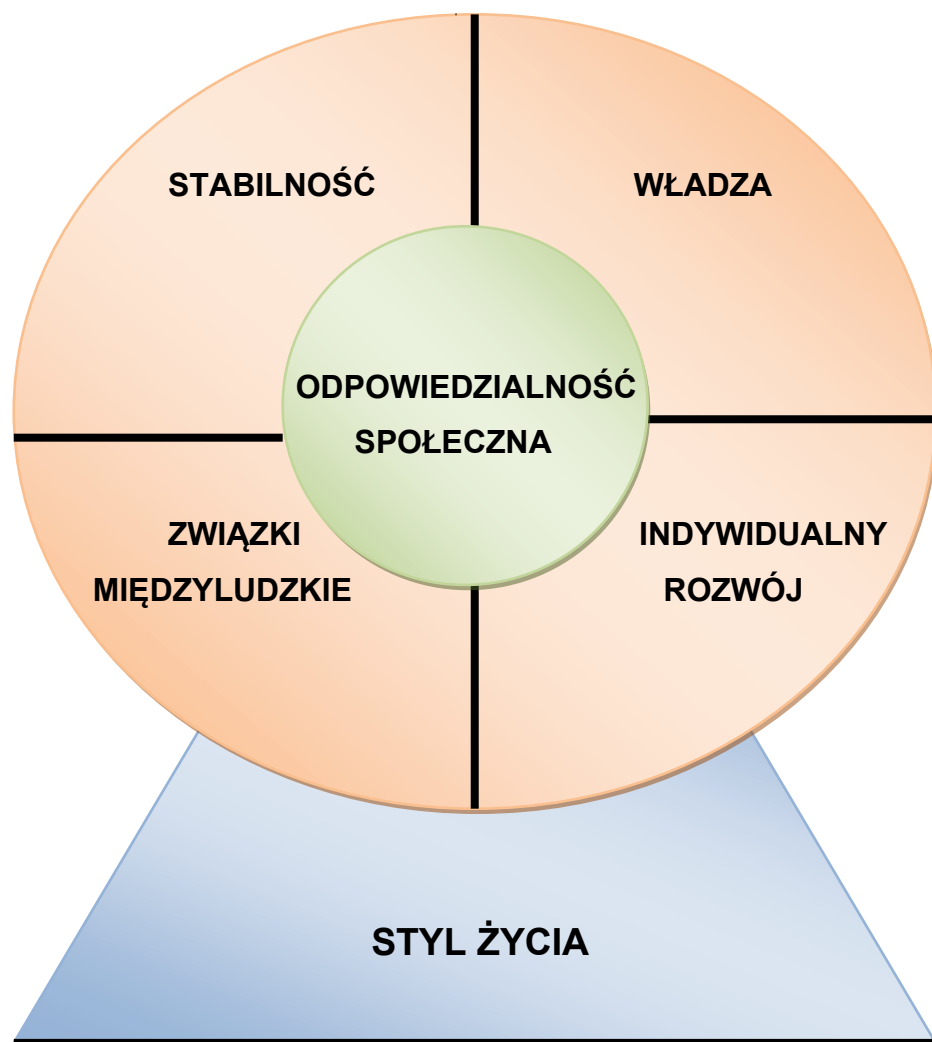 STABILNOŚĆ
WŁADZA
ODPOWIEDZIALNOŚĆ
SPOŁECZNA
ZWIĄZKI
MIĘDZYLUDZKIE
INDYWIDUALNY
ROZWÓJ
STYL ŻYCIA